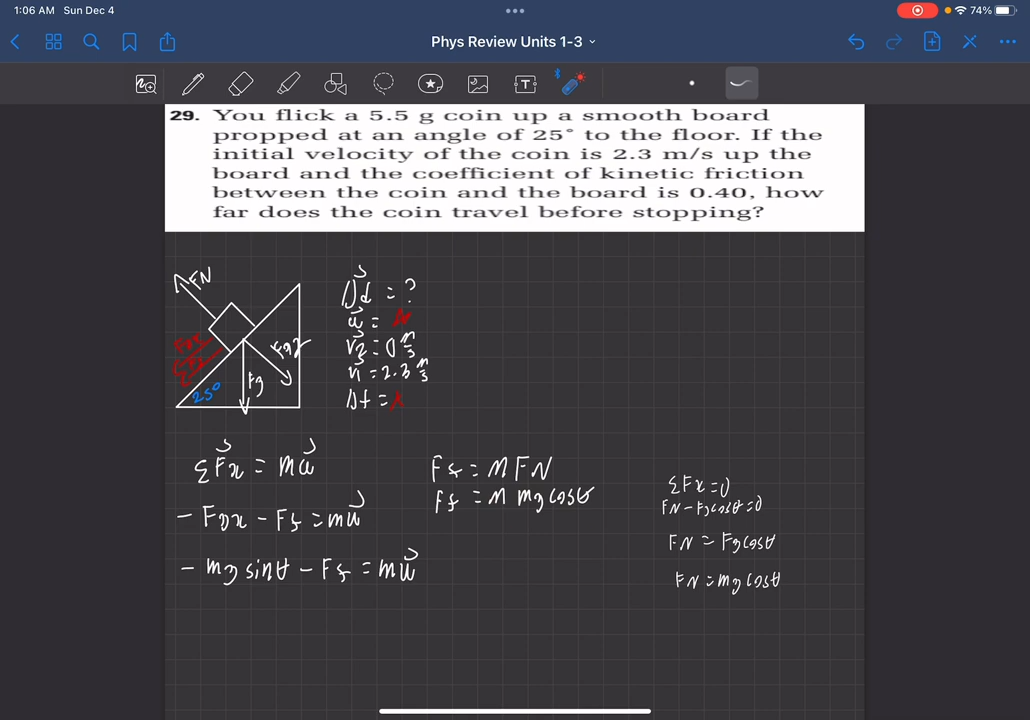 1:06 AM Sun Dec 4
74%
Phys Review Units 1-3
29. You flick a 5.5 g coin up a smooth board
propped at an angle of 25° to the floor. If the
initial velocity of the coin is 2.3 m/s up the
board and the coefficient of kinetic friction
between the coin and the board is 0.40, how
far does the coin travel before stopping?
FN
Fgx
Ff
Fg
Fgy
25°
Δd = ?
a =
v2 = 0 m/s
v1 = 2.3 m/s
Δt = x
ΣFx = ma
- Fgx - Ff = ma
- mg sinθ - Ff = ma
Ff = μ FN
Ff = μ mg cosθ
ΣFx = 0
FN - Fg cosθ = 0
FN = Fg cosθ
FN = mg cosθ